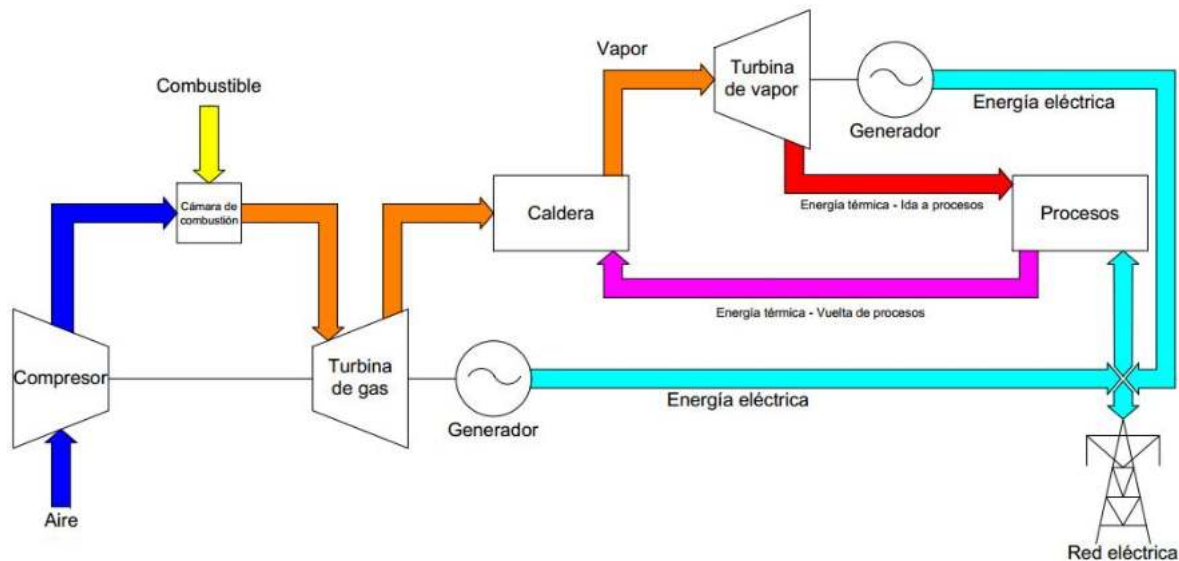 Vapor
Turbina
de vapor
Combustible
Energía eléctrica
Generador
Cámara de
combustión
Caldera
Energía térmica - Ida a procesos
Procesos
Energía térmica - Vuelta de procesos
Compresor
Turbina
de gas
Energía eléctrica
Generador
Aire
Red eléctrica